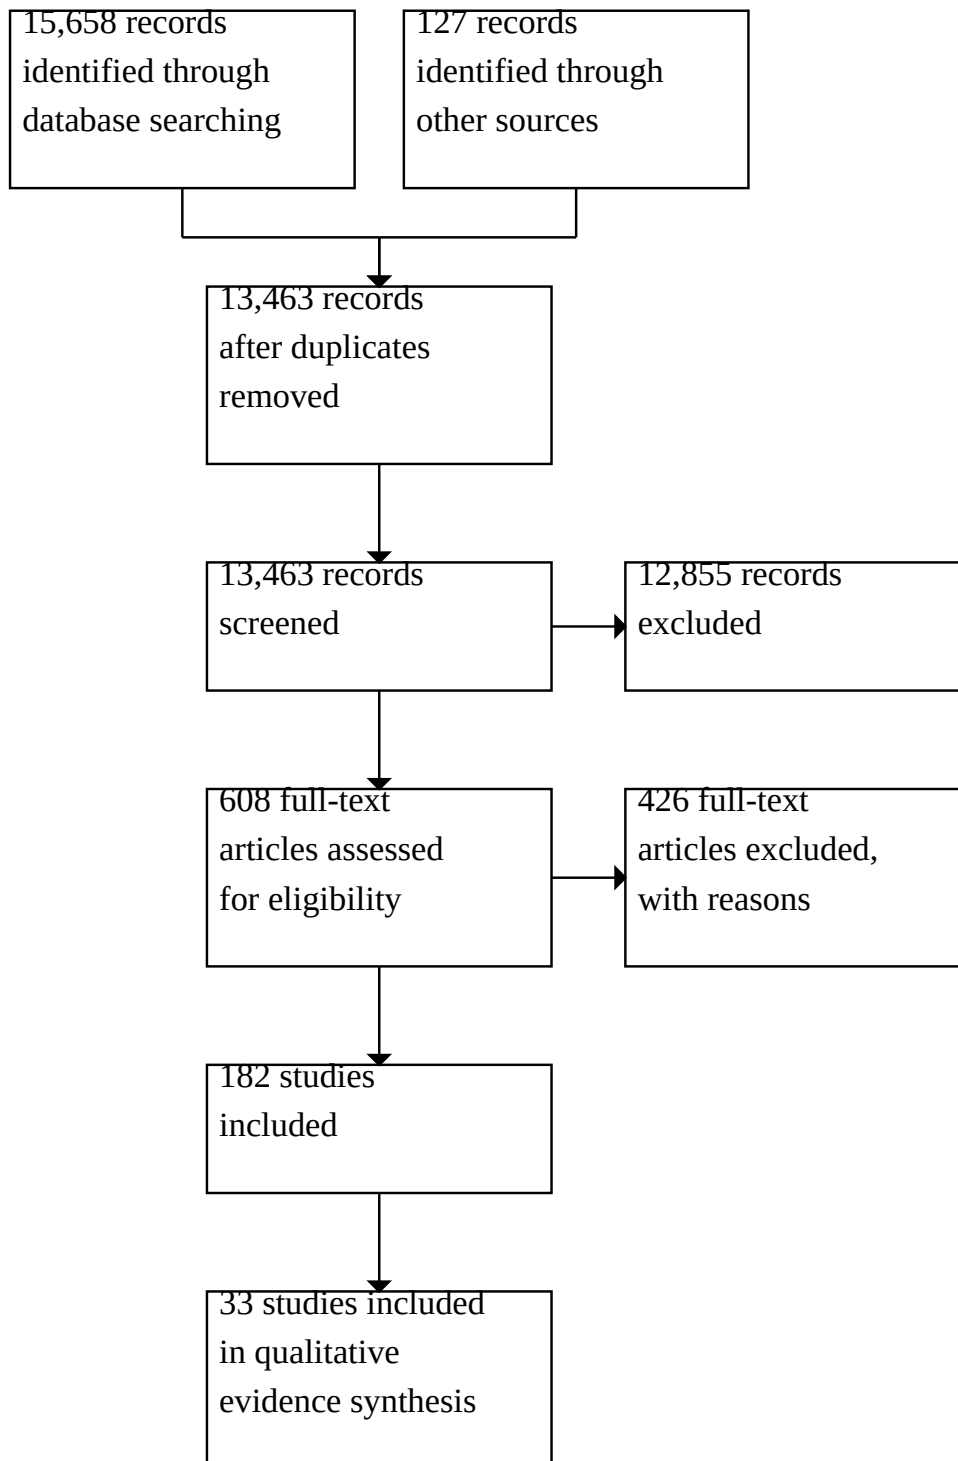 15,658 records
identified through
database searching
127 records
identified through
other sources
13,463 records
after duplicates
removed
13,463 records
screened
12,855 records
excluded
608 full-text
articles assessed
for eligibility
426 full-text
articles excluded,
with reasons
182 studies
included
33 studies included
in qualitative
evidence synthesis